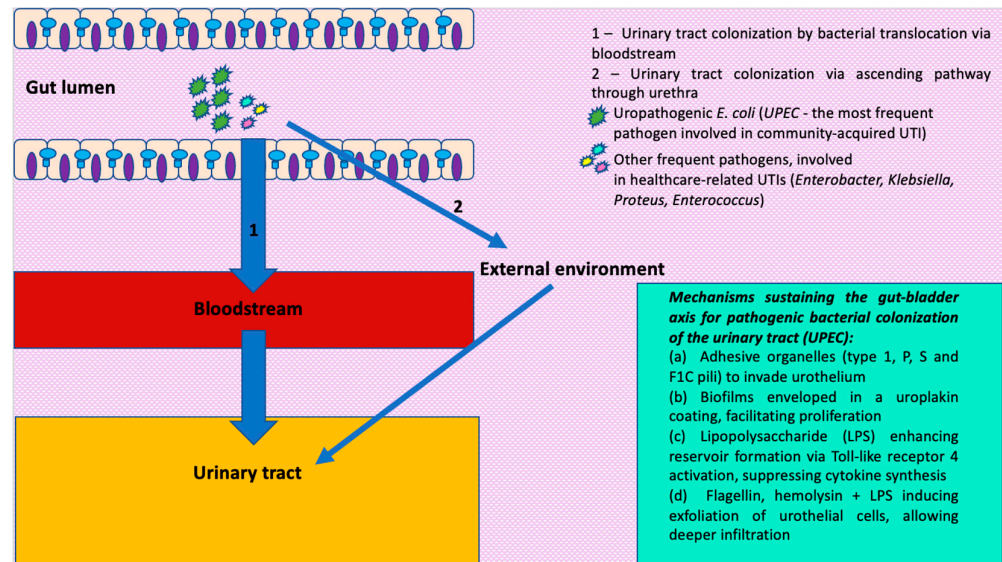 Gut lumen
1 – Urinary tract colonization by bacterial translocation via
bloodstream
2 – Urinary tract colonization via ascending pathway
through urethra
Uropathogenic E. coli (UPEC - the most frequent
pathogen involved in community-acquired UTI)
Other frequent pathogens, involved
in healthcare-related UTIs (Enterobacter, Klebsiella,
Proteus, Enterococcus)
1
2
External environment
Bloodstream
Urinary tract
Mechanisms sustaining the gut-bladder
axis for pathogenic bacterial colonization
of the urinary tract (UPEC):
(a) Adhesive organelles (type 1, P, S and
F1C pili) to invade urothelium
(b) Biofilms enveloped in a uroplakin
coating, facilitating proliferation
(c) Lipopolysaccharide (LPS) enhancing
reservoir formation via Toll-like receptor 4
activation, suppressing cytokine synthesis
(d) Flagellin, hemolysin + LPS inducing
exfoliation of urothelial cells, allowing
deeper infiltration